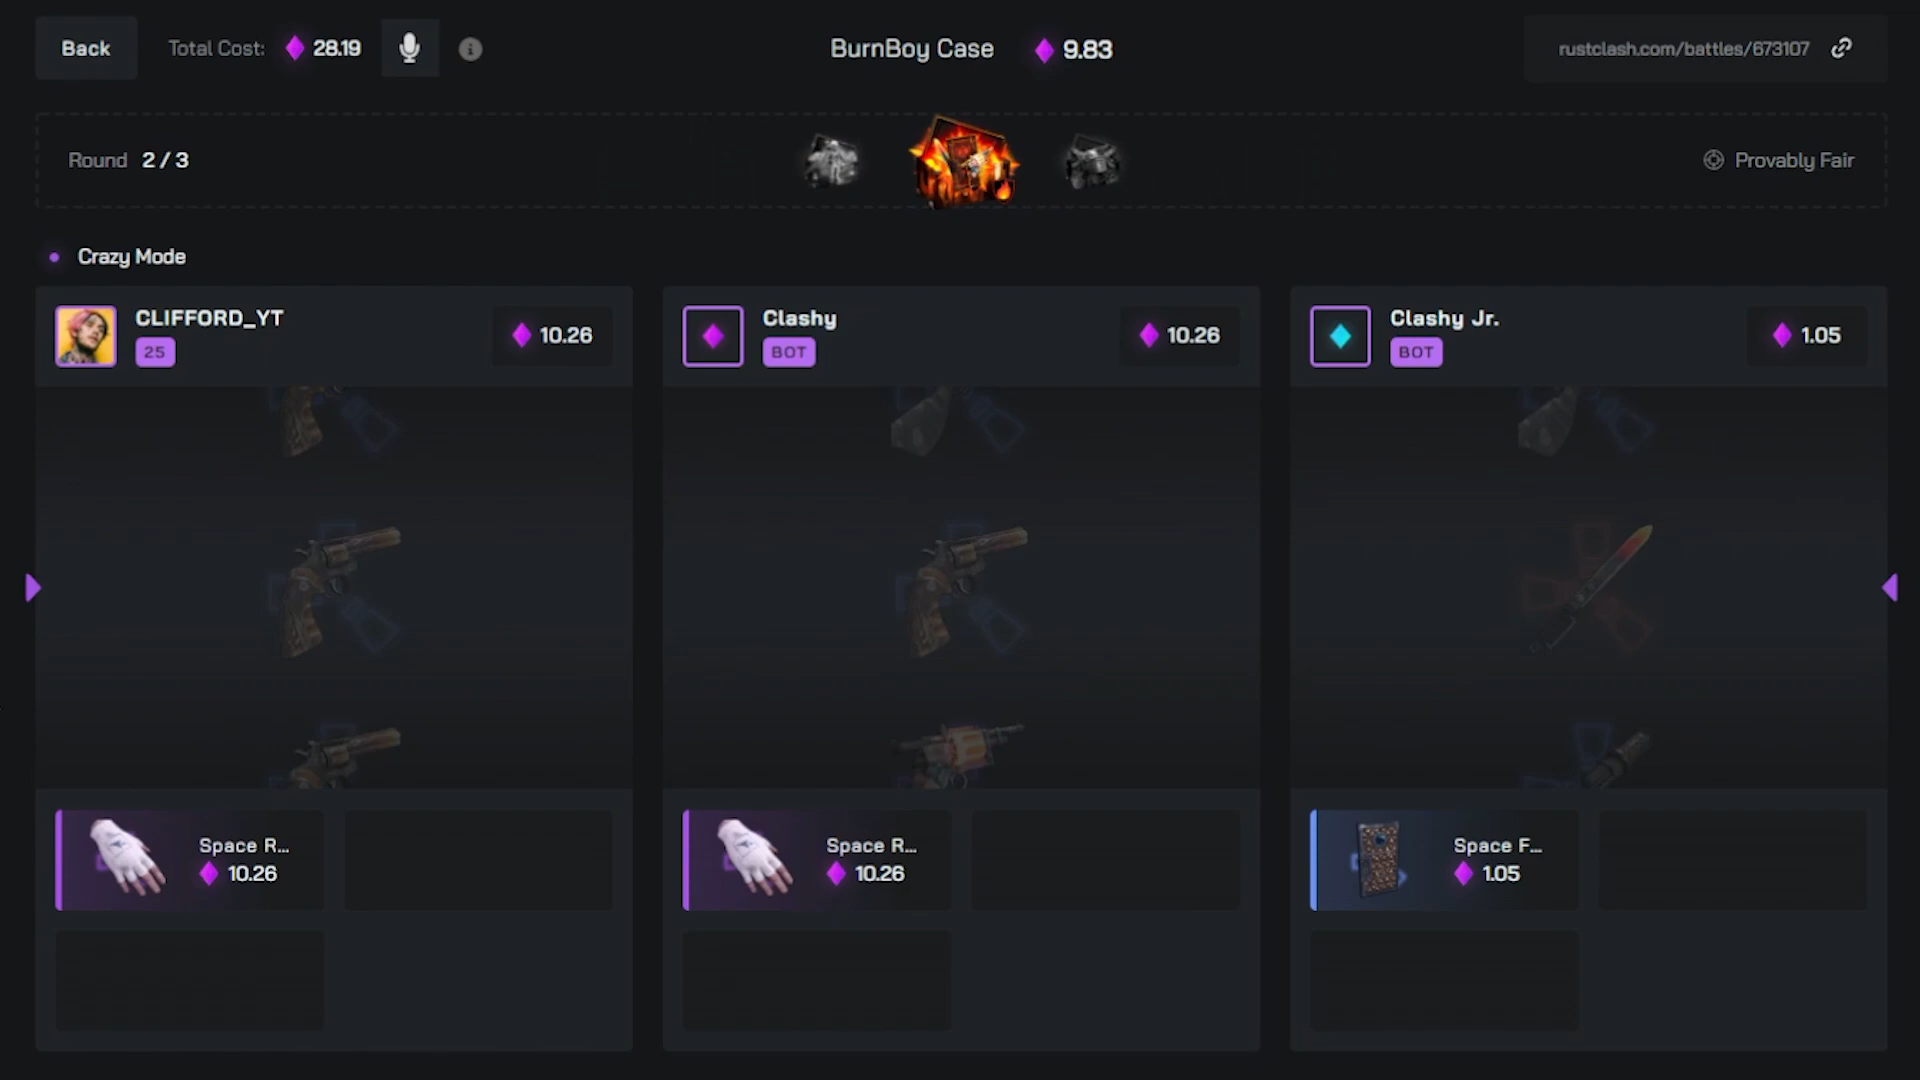 Back
Total Cost: 28.19
BurnBoy Case 9.83
rustclash.com/battles/673107
Round 2 / 3
Provably Fair
Crazy Mode
CLIFFORD_YT
25
10.26
Clashy
BOT
10.26
Clashy Jr.
BOT
1.05
Space R...
10.26
Space R...
10.26
Space F...
1.05